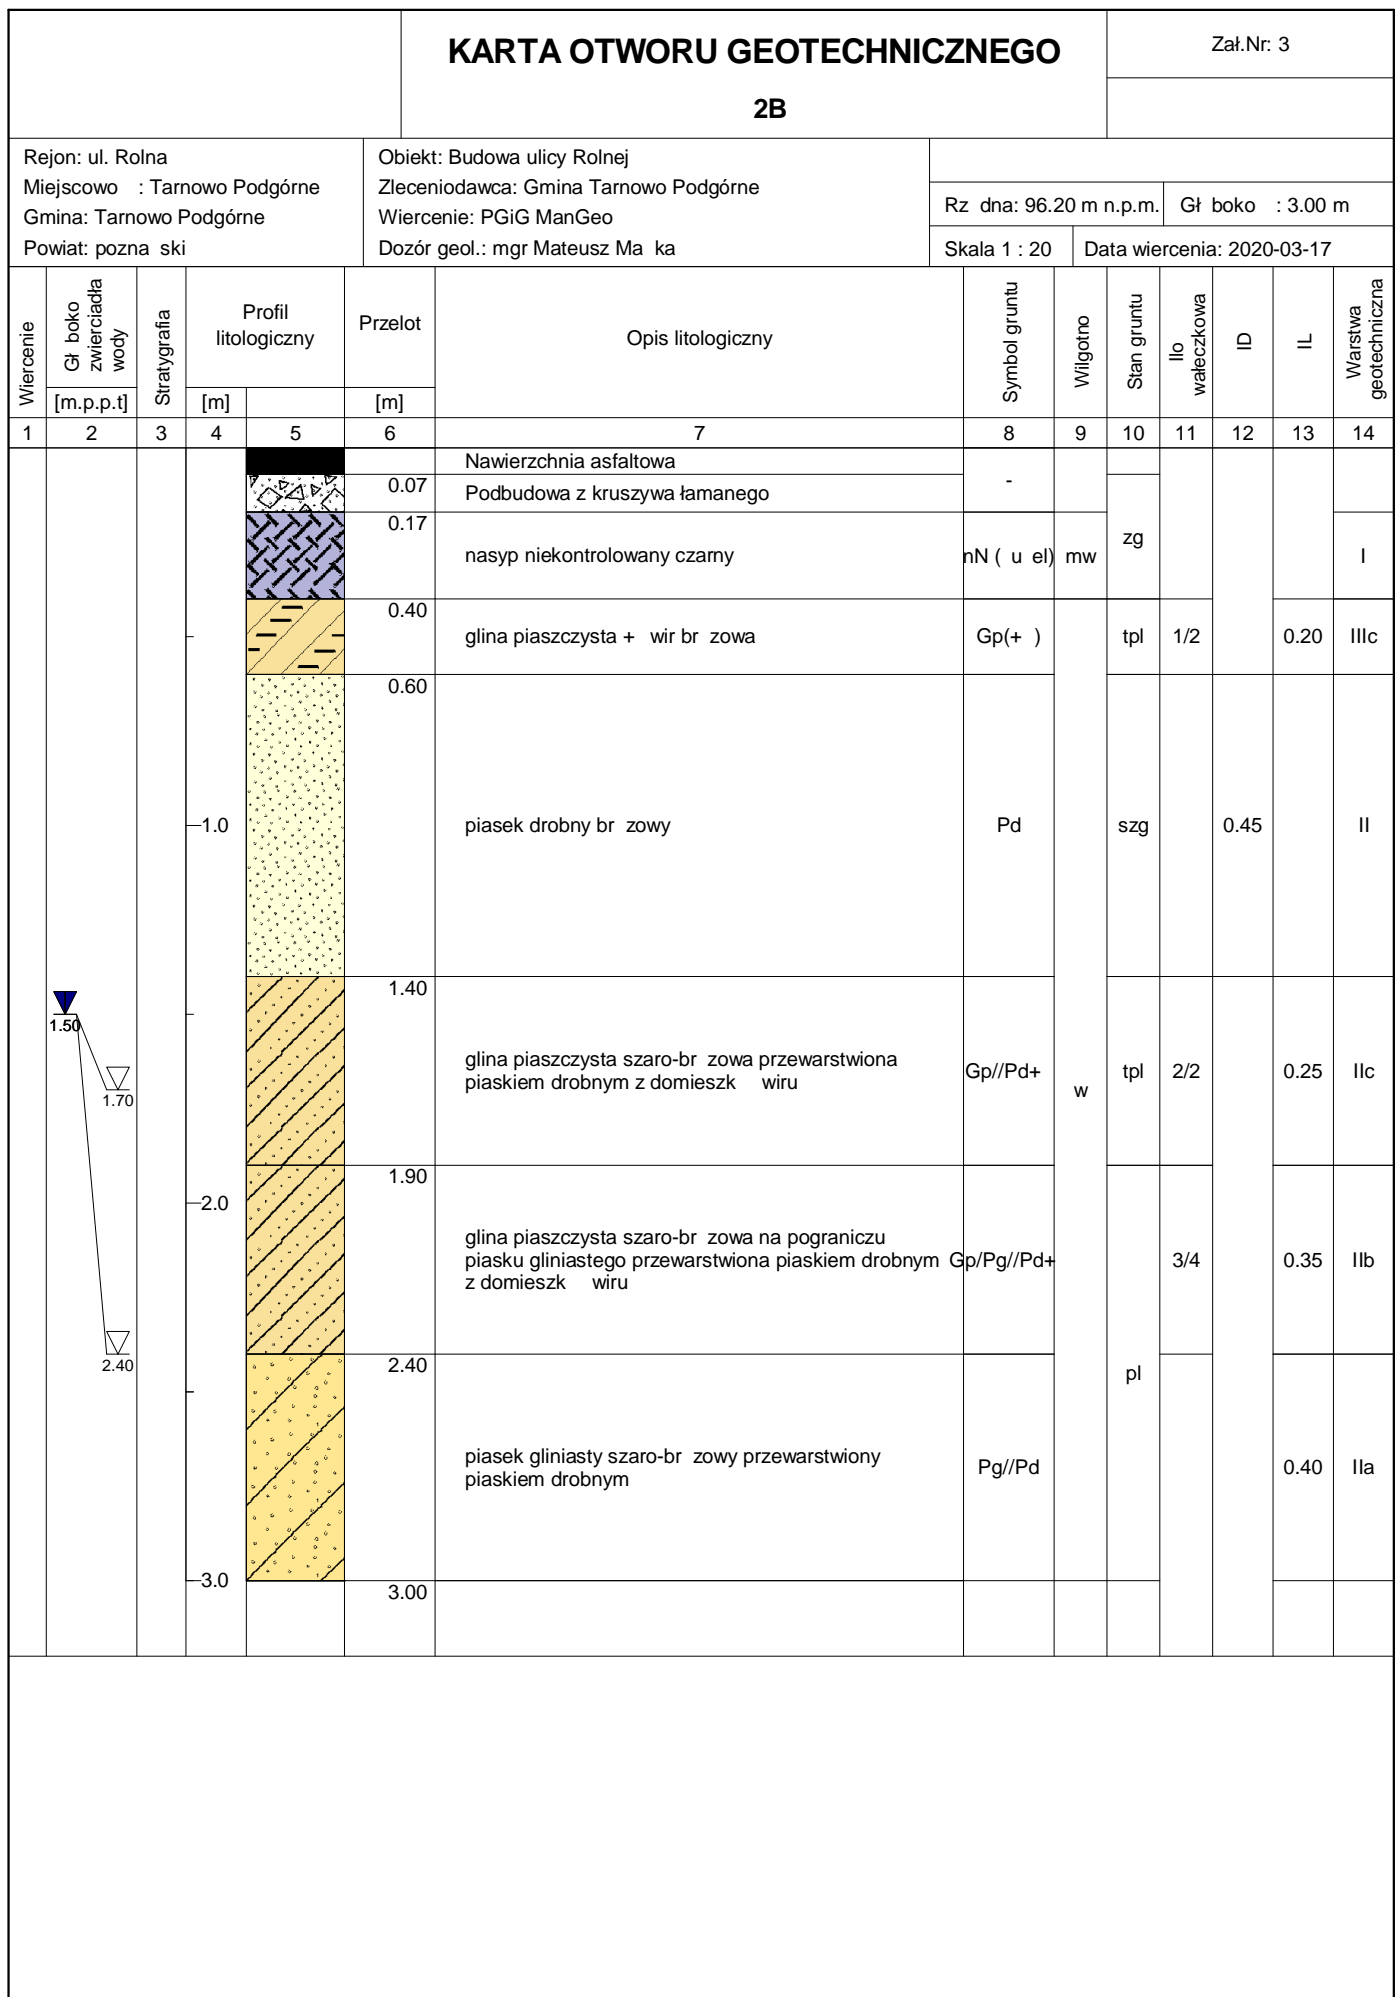 KARTA OTWORU GEOTECHNICZNEGO
2B
Zał.Nr: 3
Rejon: ul. Rolna
Miejscowo : Tarnowo Podgórne
Gmina: Tarnowo Podgórne
Powiat: pozna ski
Obiekt: Budowa ulicy Rolnej
Zleceniodawca: Gmina Tarnowo Podgórne
Wiercenie: PGiG ManGeo
Dozór geol.: mgr Mateusz Ma ka
Rz dna: 96.20 m n.p.m. Gł boko : 3.00 m
Skala 1 : 20 Data wiercenia: 2020-03-17
Wiercenie
Gł boko
zwierciadła
wody
[m.p.p.t]
Stratygrafia
Profil
litologiczny
[m]
Przelot
[m]
Opis litologiczny
Symbol gruntu
Wilgotno
Stan gruntu
Ilo
wałeczkowa
ID
IL
Warstwa
geotechniczna
1 2 3 4 5 6 7 8 9 10 11 12 13 14
Nawierzchnia asfaltowa
-
0.07
Podbudowa z kruszywa łamanego
0.17
nasyp niekontrolowany czarny nN ( u el) mw zg I
0.40
glina piaszczysta + wir br zowa Gp(+ ) tpl 1/2 0.20 IIIc
0.60
1.0 piasek drobny br zowy Pd szg 0.45 II
1.40
1.50
1.70
glina piaszczysta szaro-br zowa przewarstwiona
piaskiem drobnym z domieszk wiru
Gp//Pd+ w tpl 2/2 0.25 IIc
1.90
2.0
glina piaszczysta szaro-br zowa na pograniczu
piasku gliniastego przewarstwiona piaskiem drobnym
z domieszk wiru
Gp/Pg//Pd+ 3/4 0.35 IIb
2.40
2.40
pl
piasek gliniasty szaro-br zowy przewarstwiony
piaskiem drobnym
Pg//Pd 0.40 IIa
3.0
3.00